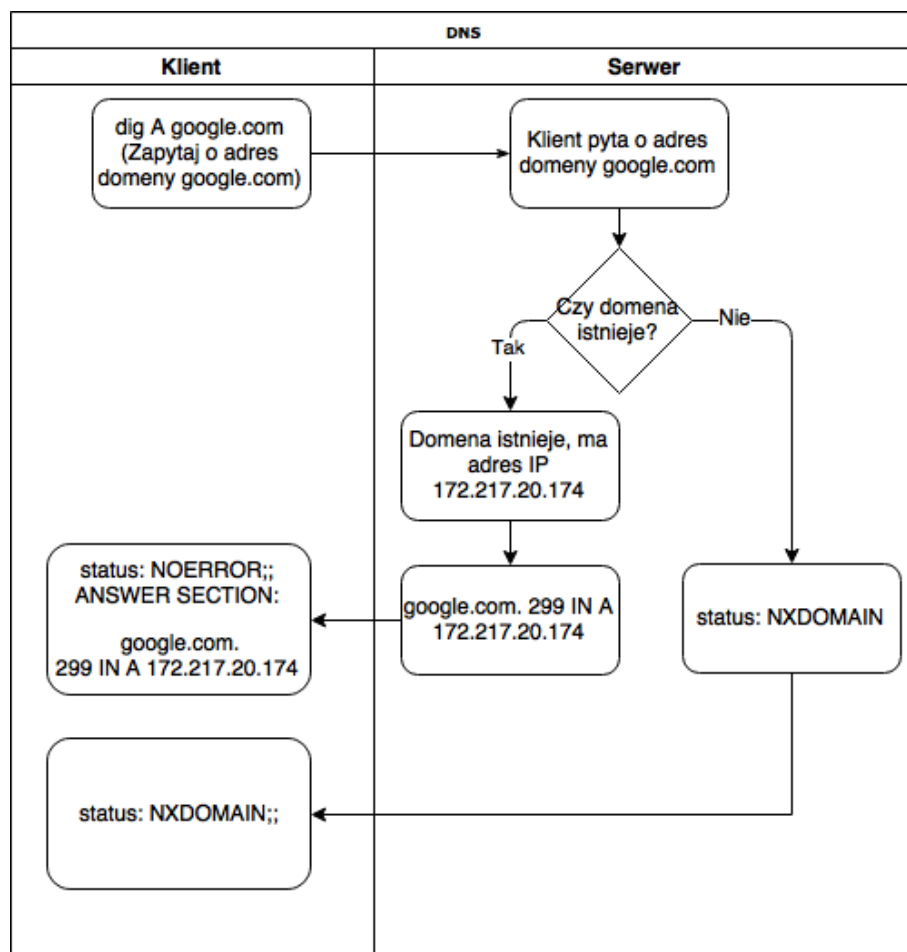 DNS
Klient
Serwer
dig A google.com
(Zapytaj o adres
domeny google.com)
Klient pyta o adres
domeny google.com
Czy domena
istnieje?
Nie
Tak
Domena istnieje, ma
adres IP
172.217.20.174
status: NOERROR;;
ANSWER SECTION:
google.com.
299 IN A 172.217.20.174
google.com. 299 IN A
172.217.20.174
status: NXDOMAIN
status: NXDOMAIN;;